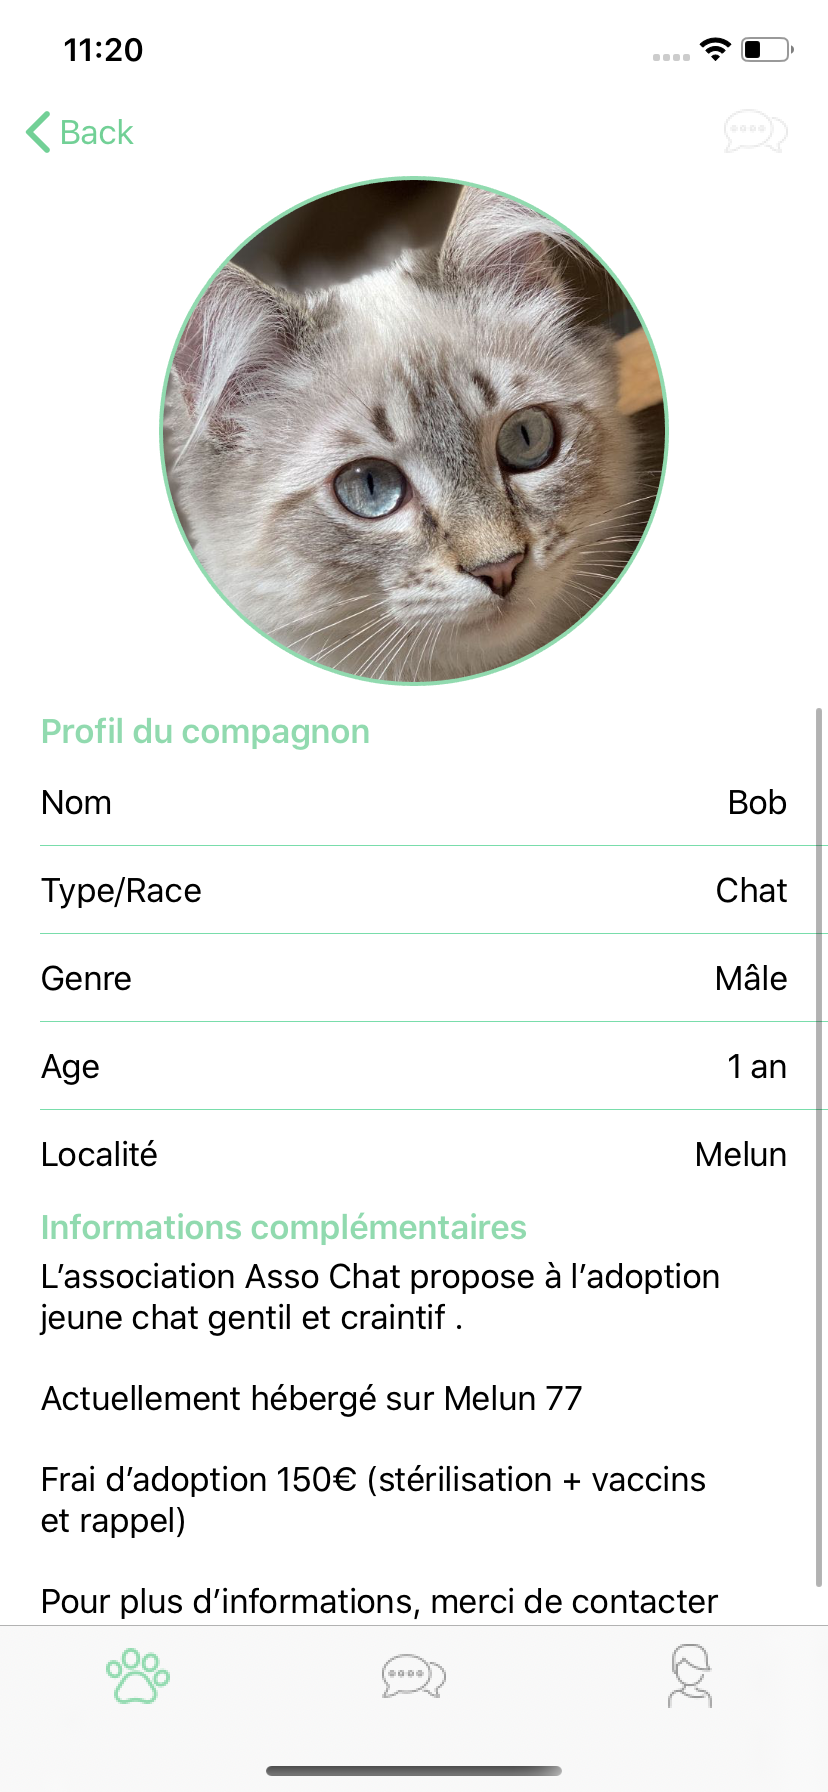 11:20
Back
Profil du compagnon
Nom Bob
Type/Race Chat
Genre Mâle
Age 1 an
Localité Melun
Informations complémentaires
L’association Asso Chat propose à l’adoption
jeune chat gentil et craintif .
Actuellement hébergé sur Melun 77
Frai d’adoption 150€ (stérilisation + vaccins
et rappel)
Pour plus d’informations, merci de contacter